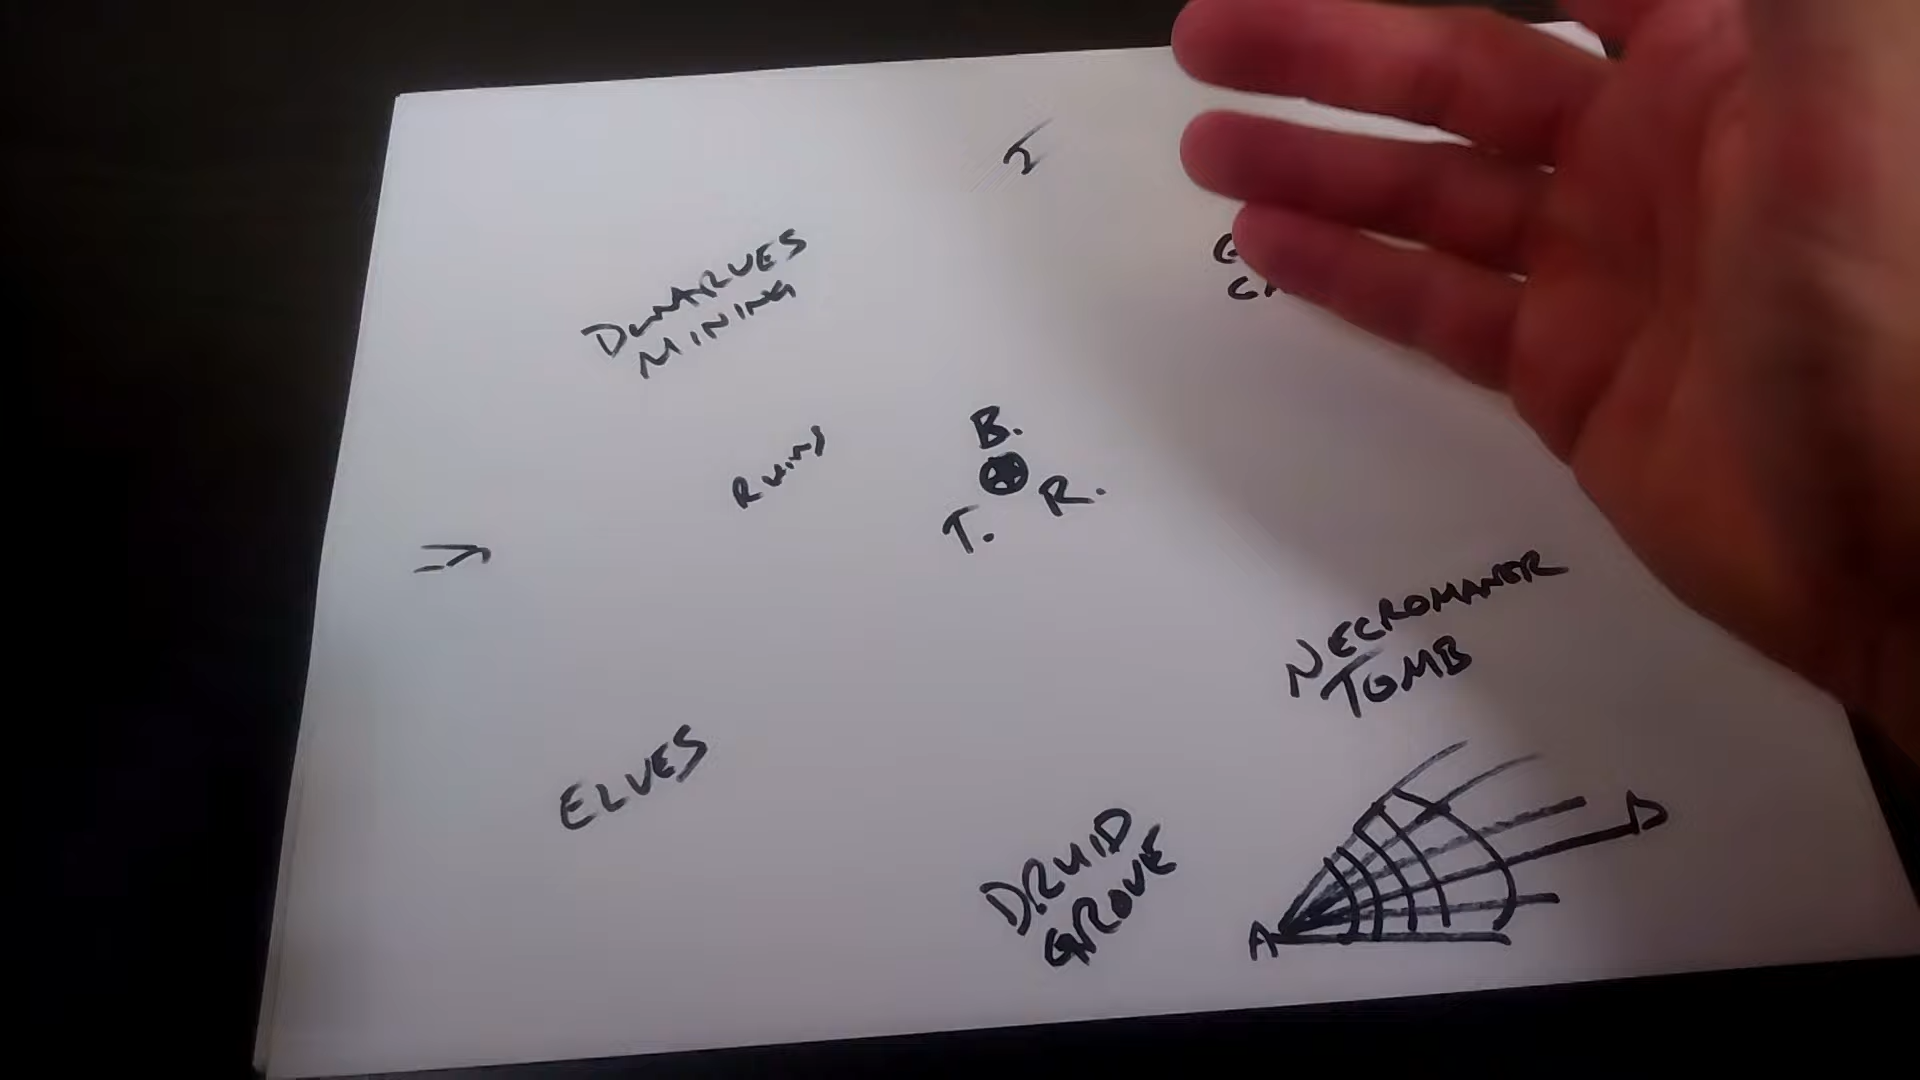 I
DWARVES
MINING
B.
RUINS
T.
R.
NECROMANER
TOMB
ELVES
DRUID
GROVE
A